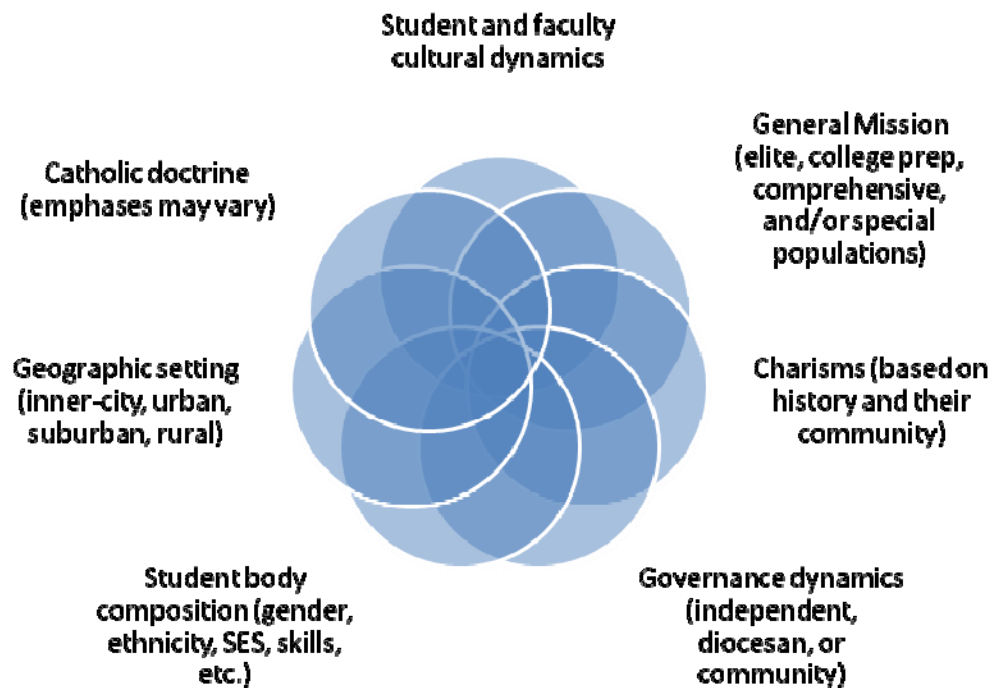 Student and faculty
cultural dynamics
General Mission
(elite, college prep,
comprehensive,
and/or special
populations)
Charisms (based on
history and their
community)
Governance dynamics
(independent,
diocesan, or
community)
Student body
composition (gender,
ethnicity, SES, skills,
etc.)
Geographic setting
(inner-city, urban,
suburban, rural)
Catholic doctrine
(emphases may vary)